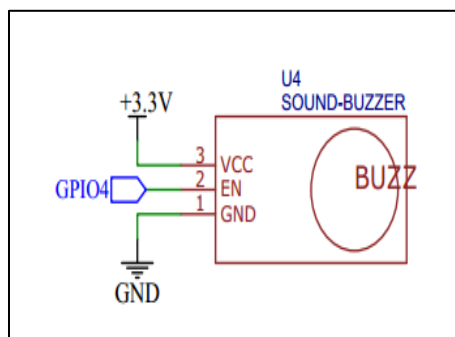 U4
SOUND-BUZZER
+3.3V
3 VCC
GPIO4 2 EN
1 GND
BUZZ
GND